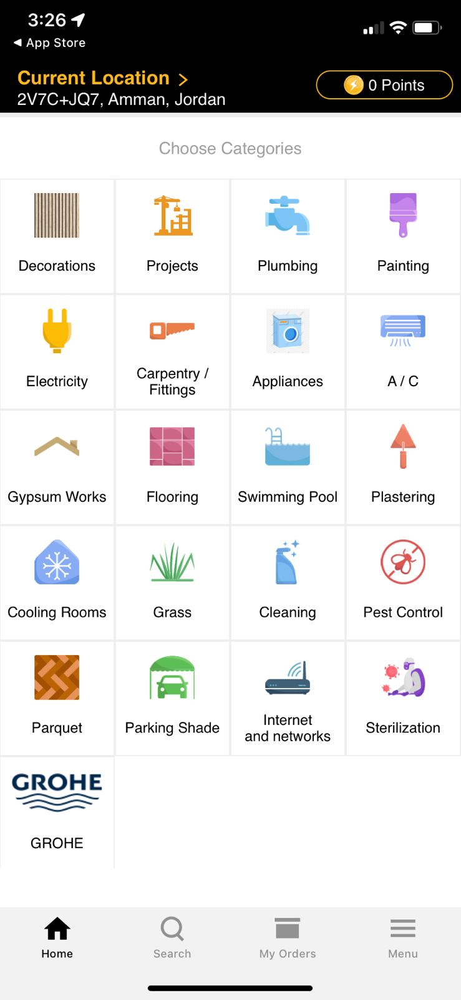 3:26
App Store
Current Location >
2V7C+JQ7, Amman, Jordan
0 Points
Choose Categories
Decorations
Projects
Plumbing
Painting
Electricity
Carpentry /
Fittings
Appliances
A / C
Gypsum Works
Flooring
Swimming Pool
Plastering
Cooling Rooms
Grass
Cleaning
Pest Control
Parquet
Parking Shade
Internet
and networks
Sterilization
GROHE
GROHE
Home
Search
My Orders
Menu